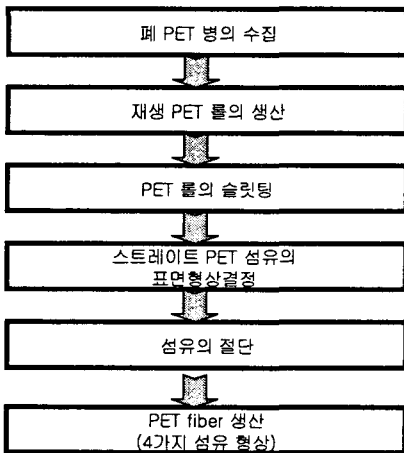 폐 PET 병의 수집
재생 PET 롤의 생산
PET 롤의 슬릿팅
스트레이트 PET 섬유의
표면형상결정
섬유의 절단
PET fiber 생산
(4가지 섬유 형상)